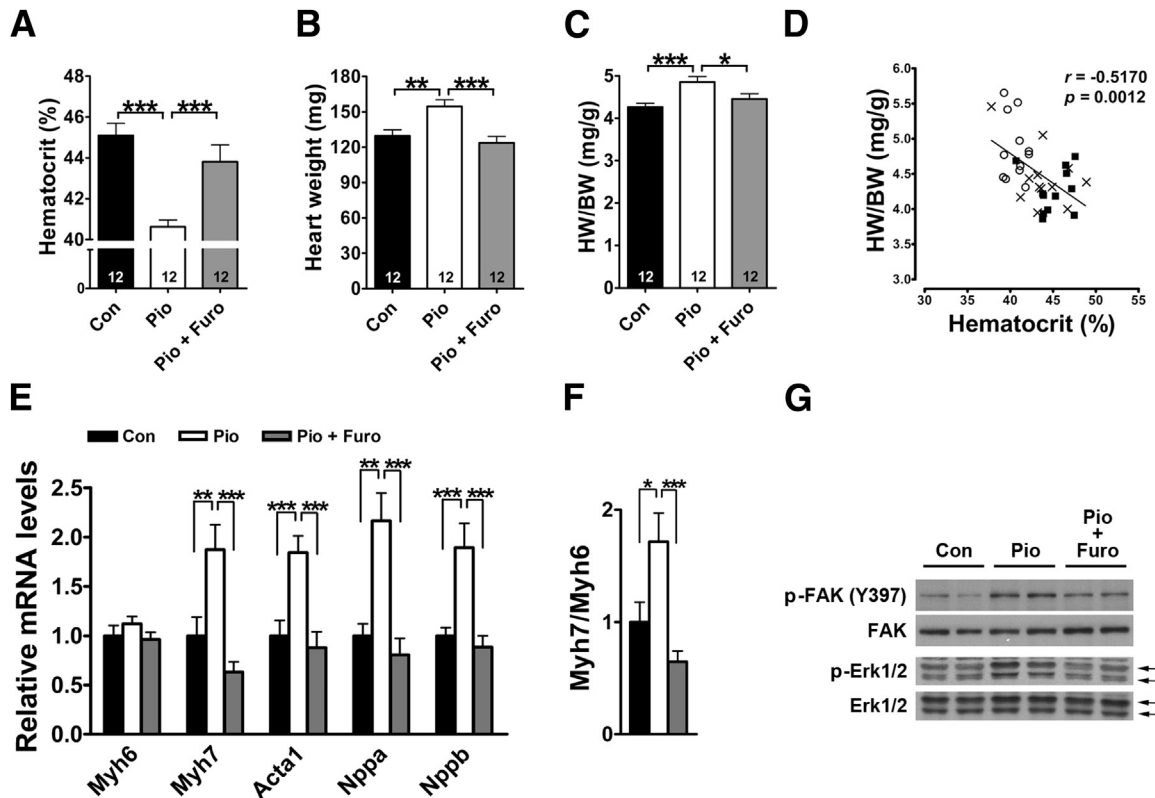 A
Hematocrit (%)
48
46
44
42
40
0
***
***
12
12
12
Con
Pio
Pio + Furo
B
Heart weight (mg)
180
150
120
90
60
30
0
**
***
12
12
12
Con
Pio
Pio + Furo
C
HW/BW (mg/g)
5
4
3
2
1
0
***
*
12
12
12
Con
Pio
Pio + Furo
D
HW/BW (mg/g)
6.0
5.5
5.0
4.5
4.0
3.5
3.0
r = -0.5170
p = 0.0012
30
35
40
45
50
55
Hematocrit (%)
E
Con
Pio
Pio + Furo
Relative mRNA levels
2.5
2.0
1.5
1.0
0.5
0.0
**
***
***
***
**
***
***
***
Myh6
Myh7
Acta1
Nppa
Nppb
F
Myh7/Myh6
2
1
0
*
***
G
Con
Pio
Pio
+
Furo
p-FAK (Y397)
FAK
p-Erk1/2
Erk1/2